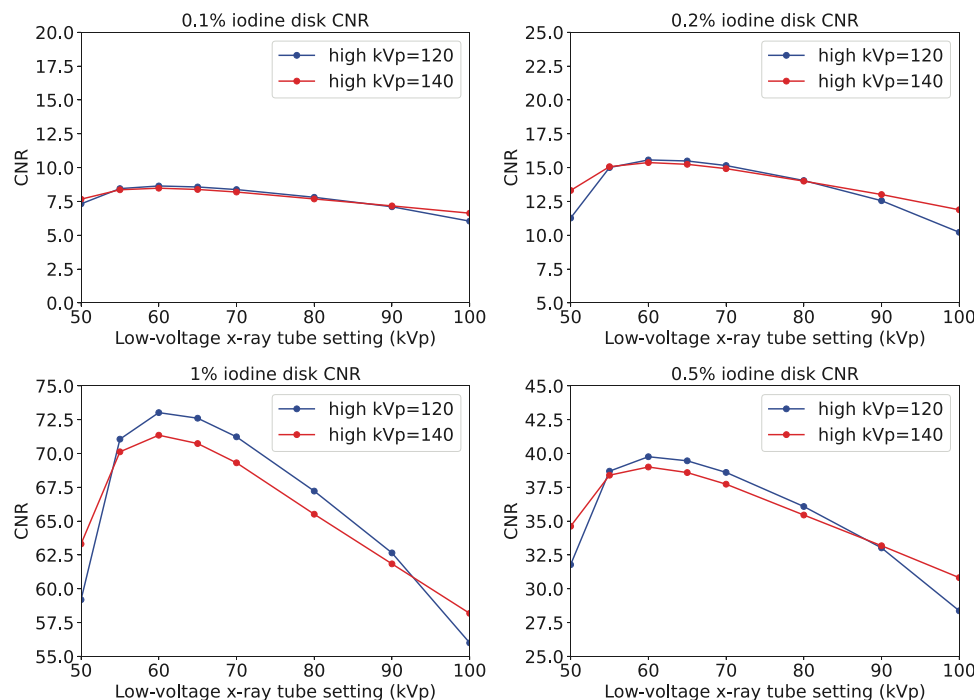 0.1% iodine disk CNR
20.0
17.5
15.0
12.5
10.0
7.5
5.0
2.5
0.0
CNR
high kVp=120
high kVp=140
50 60 70 80 90 100
Low-voltage x-ray tube setting (kVp)
0.2% iodine disk CNR
25.0
22.5
20.0
17.5
15.0
12.5
10.0
7.5
5.0
CNR
high kVp=120
high kVp=140
50 60 70 80 90 100
Low-voltage x-ray tube setting (kVp)
1% iodine disk CNR
75.0
72.5
70.0
67.5
65.0
62.5
60.0
57.5
55.0
CNR
high kVp=120
high kVp=140
50 60 70 80 90 100
Low-voltage x-ray tube setting (kVp)
0.5% iodine disk CNR
45.0
42.5
40.0
37.5
35.0
32.5
30.0
27.5
25.0
CNR
high kVp=120
high kVp=140
50 60 70 80 90 100
Low-voltage x-ray tube setting (kVp)